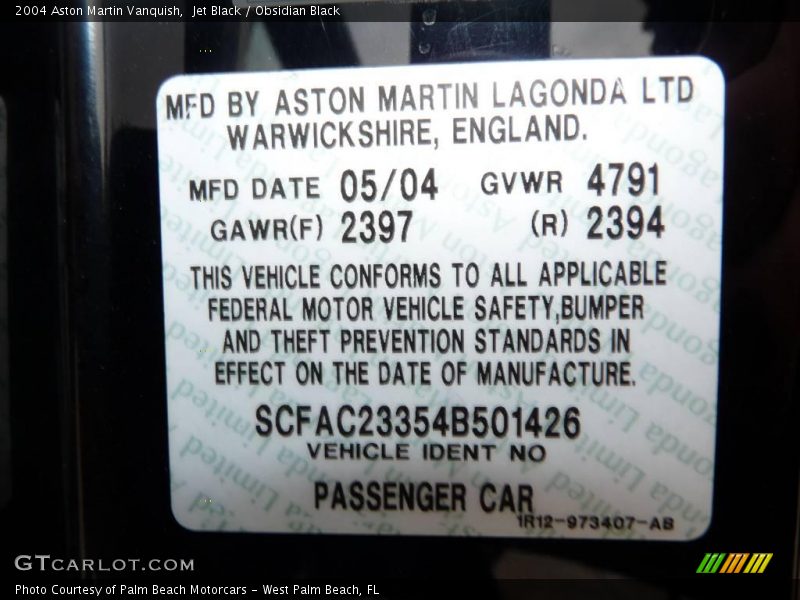 2004 Aston Martin Vanquish,  Jet Black / Obsidian Black
MFD BY ASTON MARTIN LAGONDA LTD
WARWICKSHIRE, ENGLAND.
MFD DATE 05/04 GVWR 4791
GAWR(F) 2397 (R) 2394
THIS VEHICLE CONFORMS TO ALL APPLICABLE
FEDERAL MOTOR VEHICLE SAFETY,BUMPER
AND THEFT PREVENTION STANDARDS IN
EFFECT ON THE DATE OF MANUFACTURE.
SCFAC23354B501426
VEHICLE IDENT NO
PASSENGER CAR
1R12-973407-AB
GTCARLOT.COM
Photo Courtesy of Palm Beach Motorcars - West Palm Beach, FL